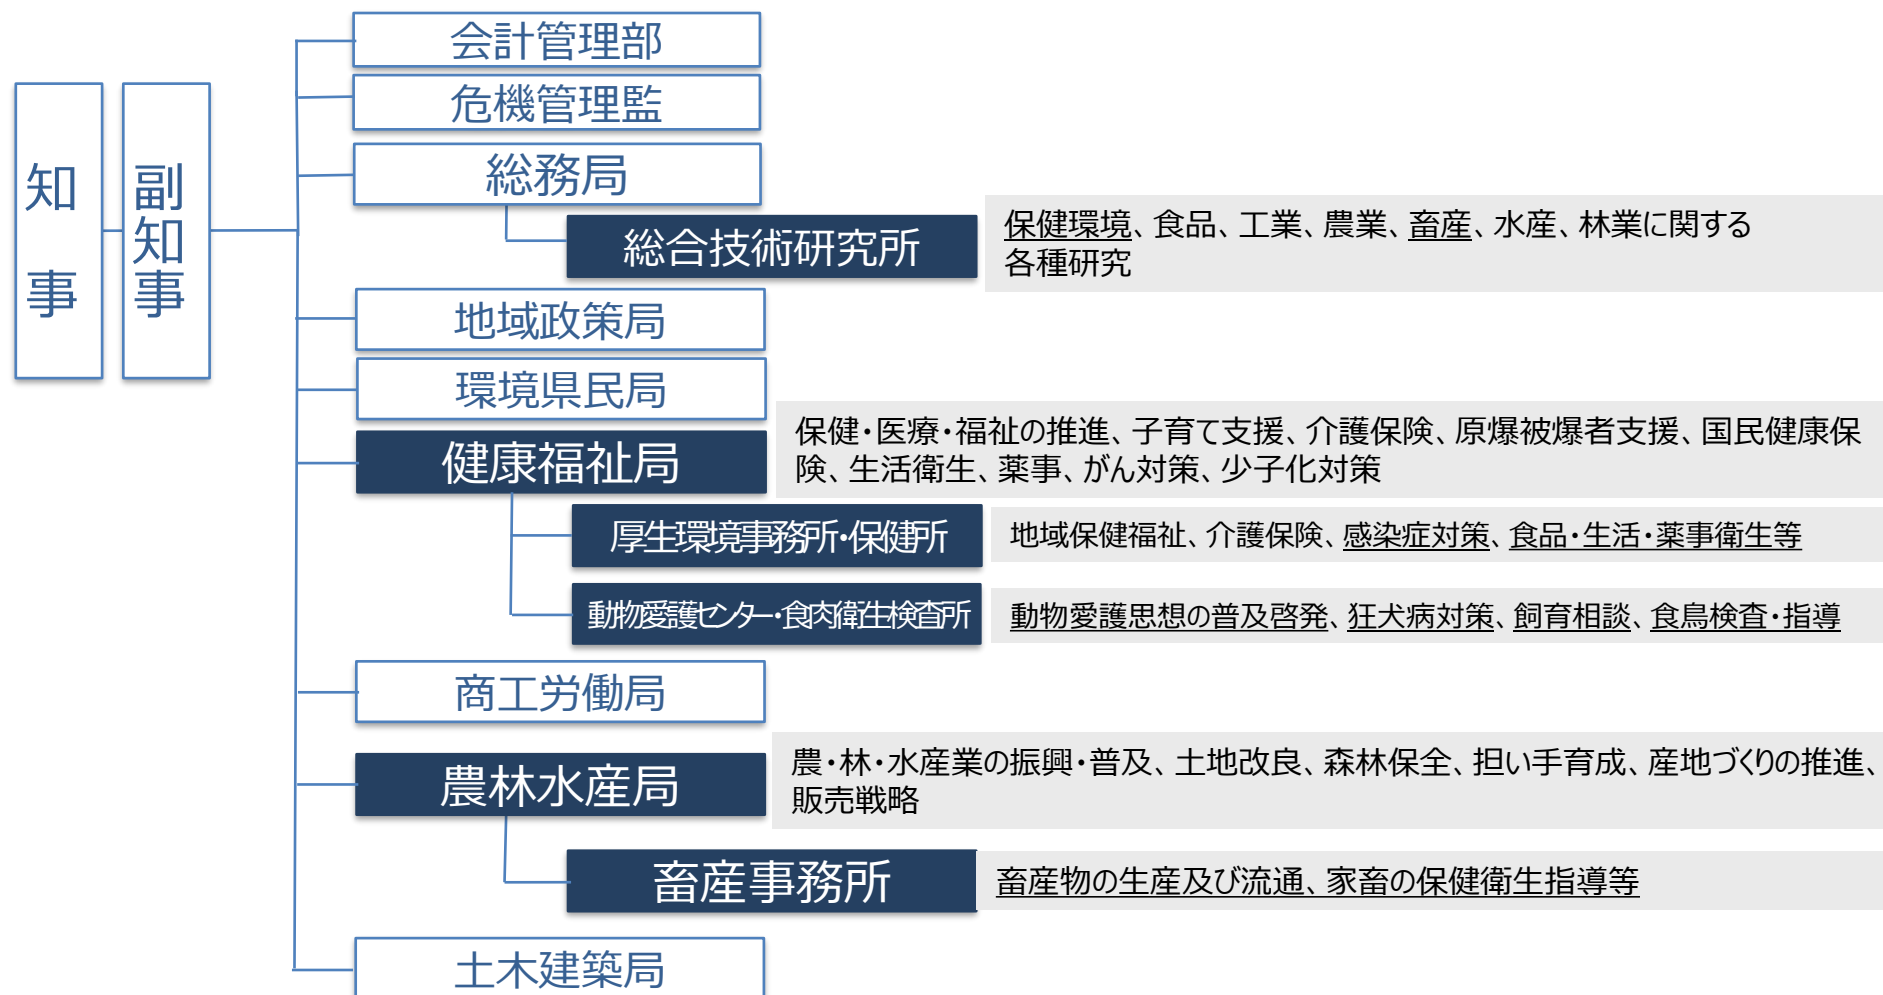 知事
副知事
会計管理部
危機管理監
総務局
総合技術研究所
保健環境、食品、工業、農業、畜産、水産、林業に関する
各種研究
地域政策局
環境県民局
健康福祉局
保健・医療・福祉の推進、子育て支援、介護保険、原爆被爆者支援、国民健康保
険、生活衛生、薬事、がん対策、少子化対策
厚生環境事務所・保健所
地域保健福祉、介護保険、感染症対策、食品・生活・薬事衛生等
動物愛護センター・食肉衛生検査所
動物愛護思想の普及啓発、狂犬病対策、飼育相談、食鳥検査・指導
商工労働局
農林水産局
農・林・水産業の振興・普及、土地改良、森林保全、担い手育成、産地づくりの推進、
販売戦略
畜産事務所
畜産物の生産及び流通、家畜の保健衛生指導等
土木建築局